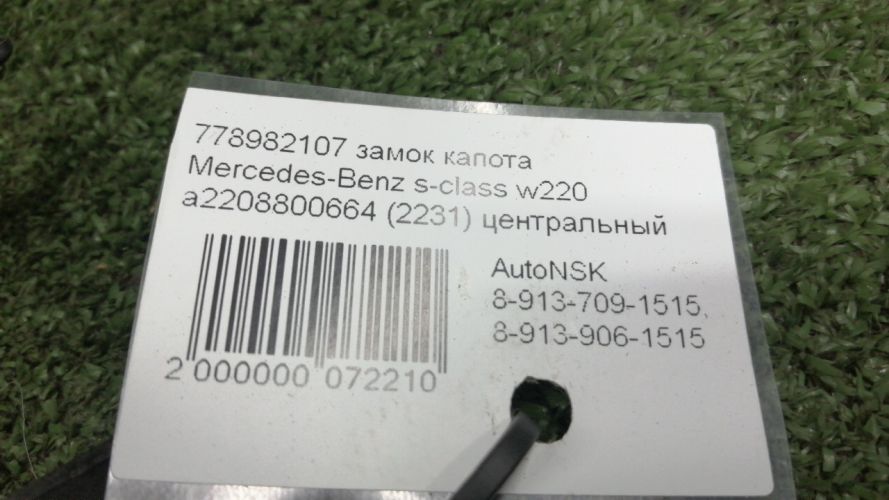 778982107 замок капота
Mercedes-Benz s-class w220
a2208800664 (2231) центральный
AutoNSK
8-913-709-1515,
8-913-906-1515
2 000000 072210